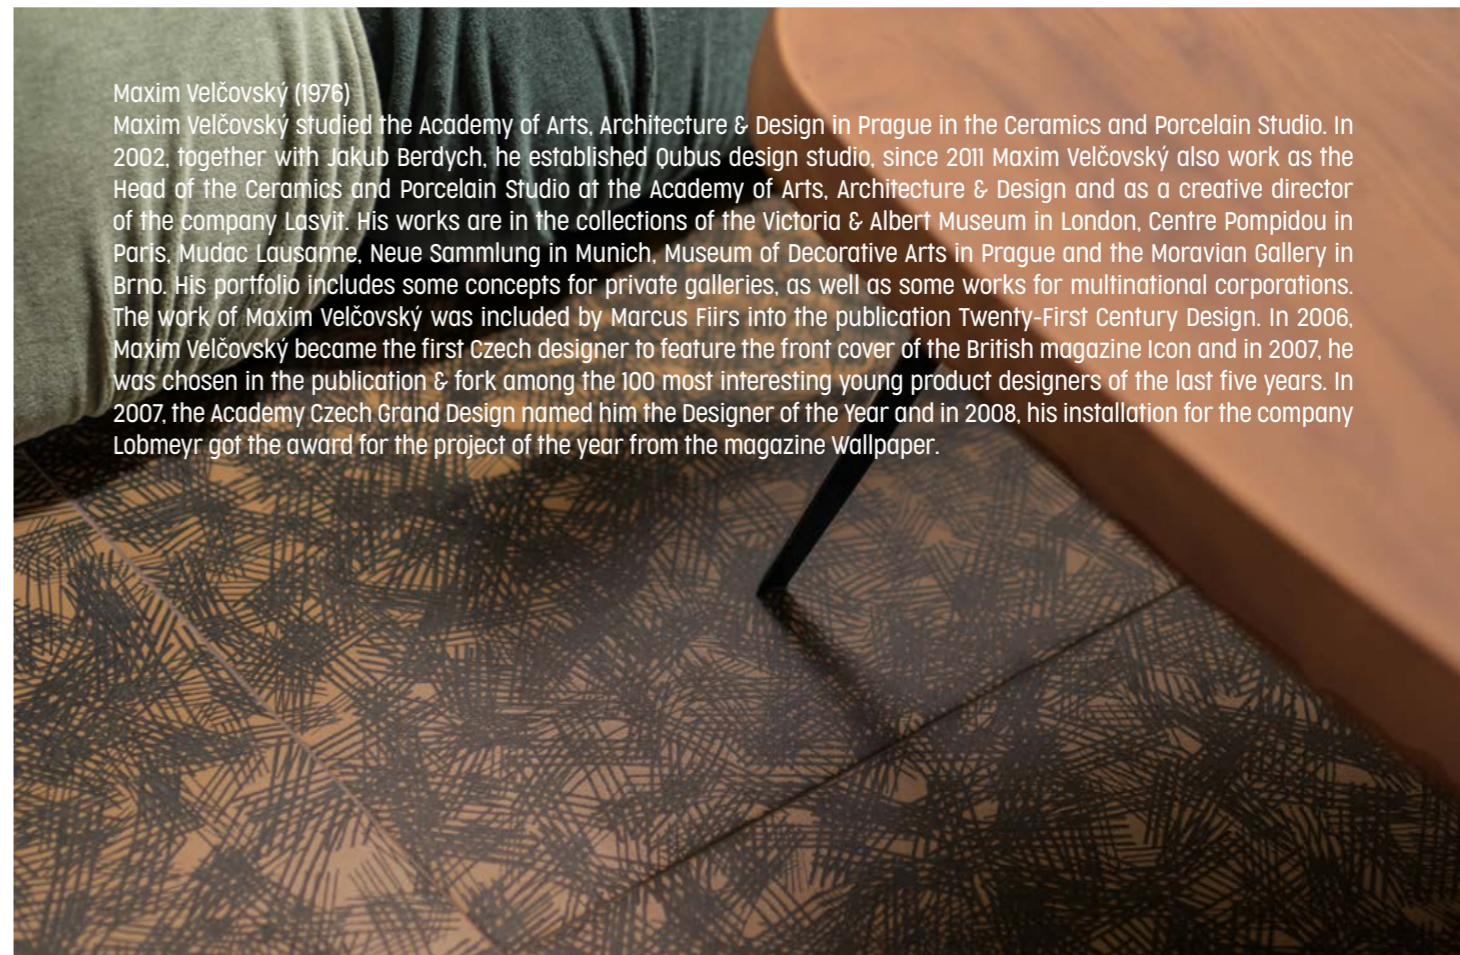 Maxim Velčovský (1976)
Maxim Velčovský studied the Academy of Arts, Architecture & Design in Prague in the Ceramics and Porcelain Studio. In
2002, together with Jakub Berdych, he established Qubus design studio, since 2011 Maxim Velčovský also work as the
Head of the Ceramics and Porcelain Studio at the Academy of Arts, Architecture & Design and as a creative director
of the company Lasvit. His works are in the collections of the Victoria & Albert Museum in London, Centre Pompidou in
Paris, Mudac Lausanne, Neue Sammlung in Munich, Museum of Decorative Arts in Prague and the Moravian Gallery in
Brno. His portfolio includes some concepts for private galleries, as well as some works for multinational corporations.
The work of Maxim Velčovský was included by Marcus Fiirs into the publication Twenty-First Century Design. In 2006,
Maxim Velčovský became the first Czech designer to feature the front cover of the British magazine Icon and in 2007, he
was chosen in the publication & fork among the 100 most interesting young product designers of the last five years. In
2007, the Academy Czech Grand Design named him the Designer of the Year and in 2008, his installation for the company
Lobmeyr got the award for the project of the year from the magazine Wallpaper.